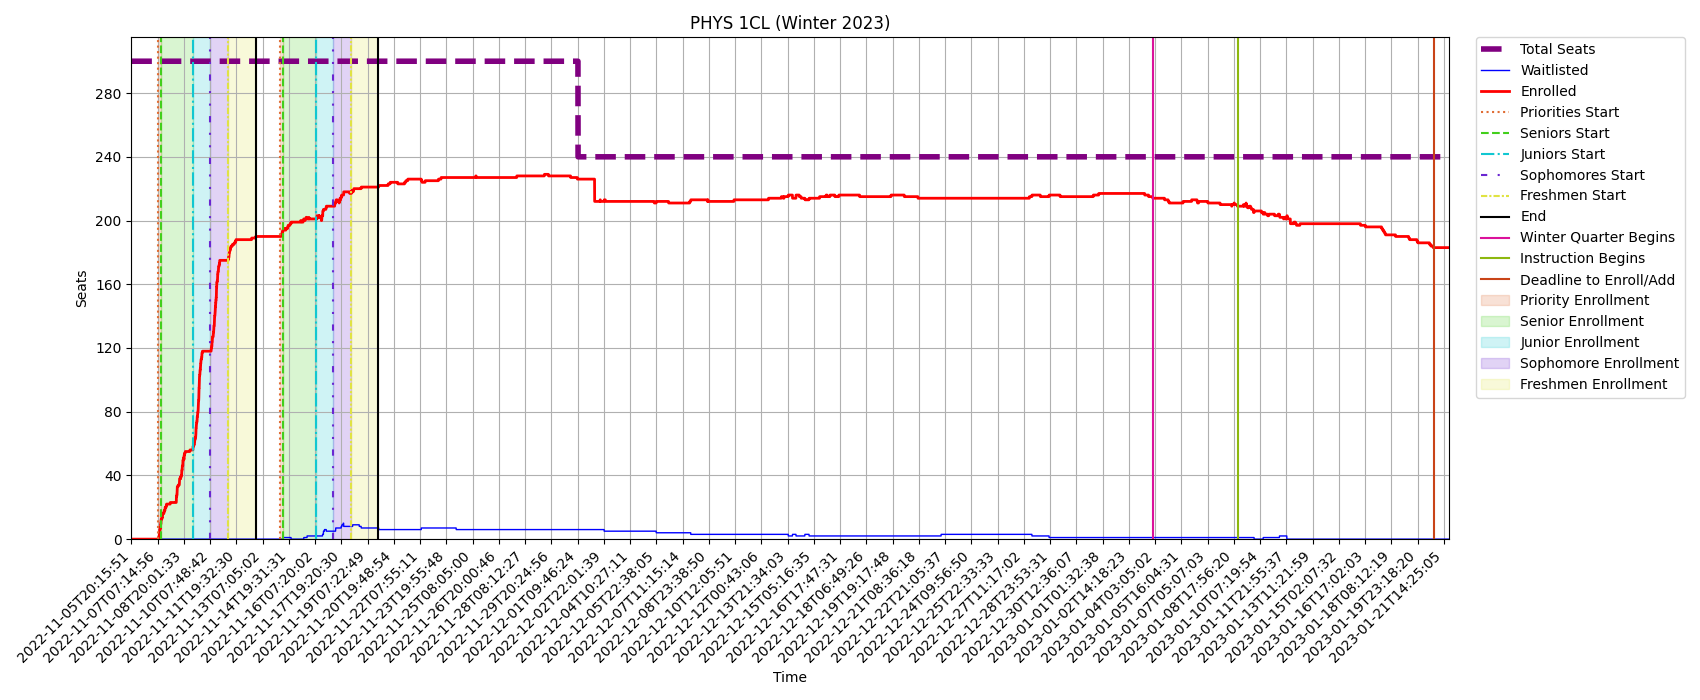 PHYS 1CL (Winter 2023)
Seats
280
240
200
160
120
80
40
0
2022-11-05T20:15:51
2022-11-07T07:14:56
2022-11-08T20:01:33
2022-11-10T07:48:42
2022-11-11T19:32:30
2022-11-13T07:05:02
2022-11-14T19:31:31
2022-11-16T07:20:02
2022-11-17T19:20:30
2022-11-19T07:22:49
2022-11-20T19:48:54
2022-11-22T07:55:11
2022-11-23T19:55:48
2022-11-25T08:05:00
2022-11-26T20:00:46
2022-11-28T08:12:27
2022-11-29T20:24:56
2022-12-01T09:46:24
2022-12-02T22:01:39
2022-12-04T10:27:11
2022-12-05T22:38:05
2022-12-07T11:15:14
2022-12-08T23:38:50
2022-12-10T12:05:51
2022-12-12T00:43:06
2022-12-13T21:34:03
2022-12-15T05:16:35
2022-12-16T17:47:31
2022-12-18T06:49:26
2022-12-19T19:17:48
2022-12-21T08:36:18
2022-12-22T21:05:37
2022-12-24T09:56:50
2022-12-25T22:33:33
2022-12-27T11:17:02
2022-12-28T23:53:31
2022-12-30T12:36:07
2023-01-01T01:32:38
2023-01-02T14:18:23
2023-01-04T03:05:02
2023-01-05T16:04:31
2023-01-07T05:07:03
2023-01-08T17:56:20
2023-01-10T07:19:54
2023-01-11T21:55:37
2023-01-13T11:21:59
2023-01-15T02:07:32
2023-01-16T17:02:03
2023-01-18T08:12:19
2023-01-19T23:18:20
2023-01-21T14:25:05
Time
Total Seats
Waitlisted
Enrolled
Priorities Start
Seniors Start
Juniors Start
Sophomores Start
Freshmen Start
End
Winter Quarter Begins
Instruction Begins
Deadline to Enroll/Add
Priority Enrollment
Senior Enrollment
Junior Enrollment
Sophomore Enrollment
Freshmen Enrollment